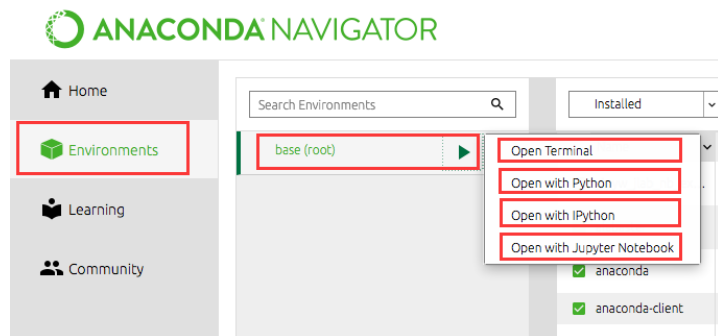 ANACONDA NAVIGATOR
Home
Environments
Learning
Community
Search Environments
base (root)
Installed
Open Terminal
Open with Python
Open with IPython
Open with Jupyter Notebook
anaconda
anaconda-client